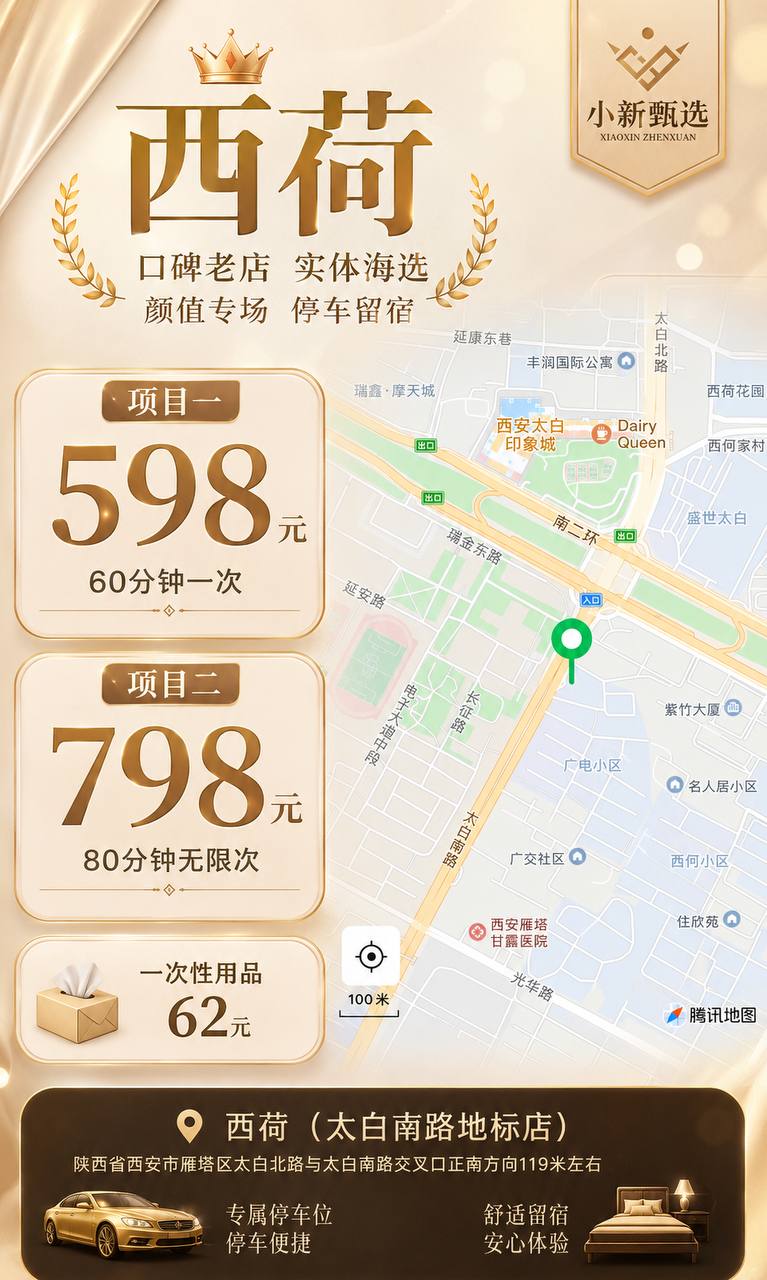 西荷
小新甄选
XIAOXIN ZHENXUAN
口碑老店 实体海选
颜值专场 停车留宿
项目一
598元
60分钟一次
项目二
798元
80分钟无限次
一次性用品
62元
延康东巷
太白北路
丰润国际公寓
瑞鑫·摩天城
西荷花园
西安太白
印象城
Dairy
Queen
西何家村
出口
出口
盛世太白
南二环
出口
瑞金东路
延安路
入口
电子大道中段
长征路
紫竹大厦
广电小区
名人居小区
太白南路
广交社区
西何小区
西安雁塔
甘露医院
住欣苑
光华路
100米
腾讯地图
西荷（太白南路地标店）
陕西省西安市雁塔区太白北路与太白南路交叉口正南方向119米左右
专属停车位
停车便捷
舒适留宿
安心体验